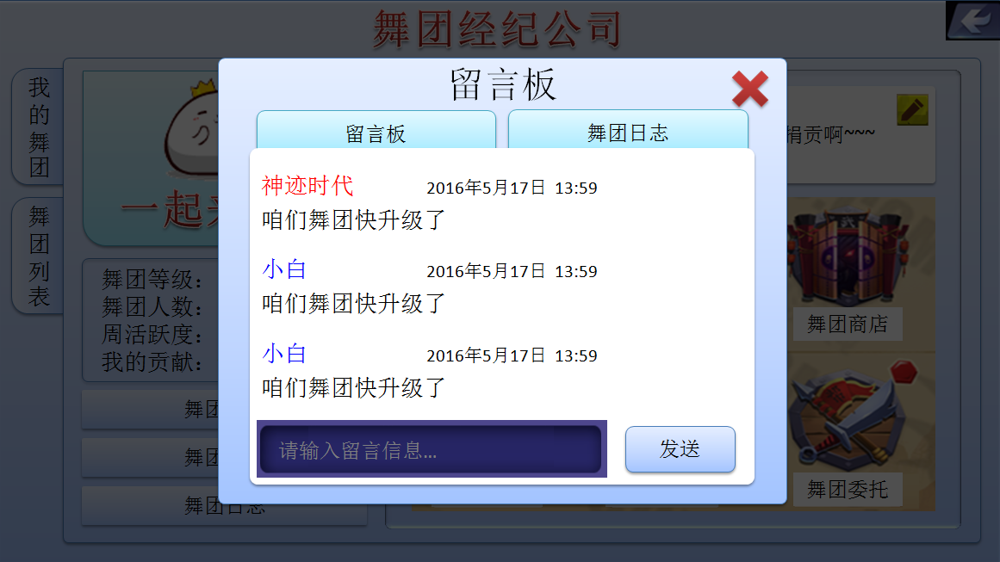 舞团经纪公司
我的舞团
舞团列表
一起来
捐贡啊~~~
舞团等级：
舞团人数：
周活跃度：
我的贡献：
舞团
舞团
舞团日志
舞团商店
舞团委托
留言板
留言板
舞团日志
神迹时代 2016年5月17日 13:59
咱们舞团快升级了
小白 2016年5月17日 13:59
咱们舞团快升级了
小白 2016年5月17日 13:59
咱们舞团快升级了
请输入留言信息...
发送